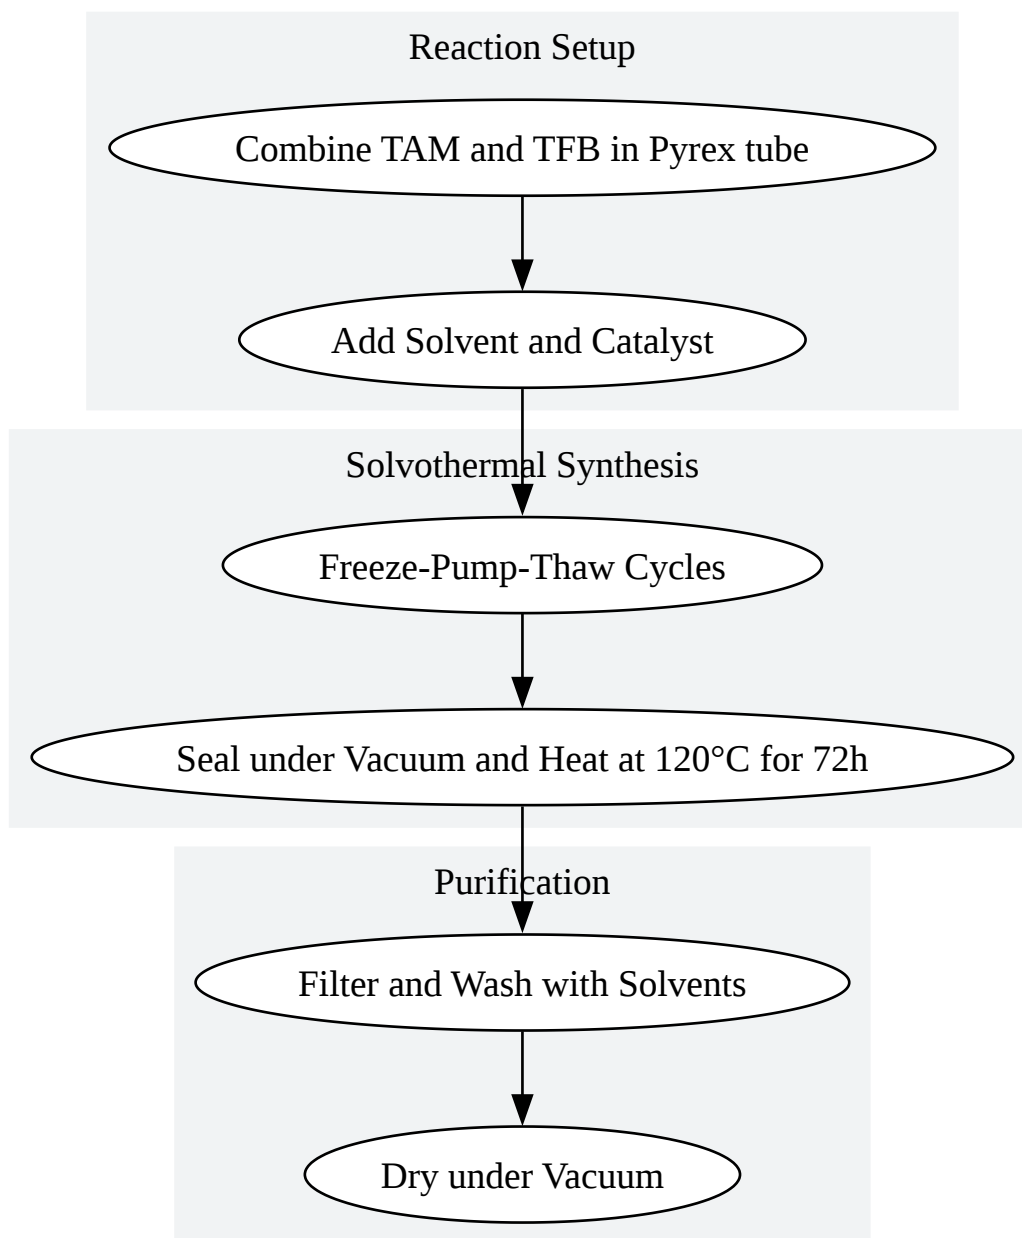 Reaction Setup
Combine TAM and TFB in Pyrex tube
Add Solvent and Catalyst
Solvothermal Synthesis
Freeze-Pump-Thaw Cycles
Seal under Vacuum and Heat at 120°C for 72h
Purification
Filter and Wash with Solvents
Dry under Vacuum